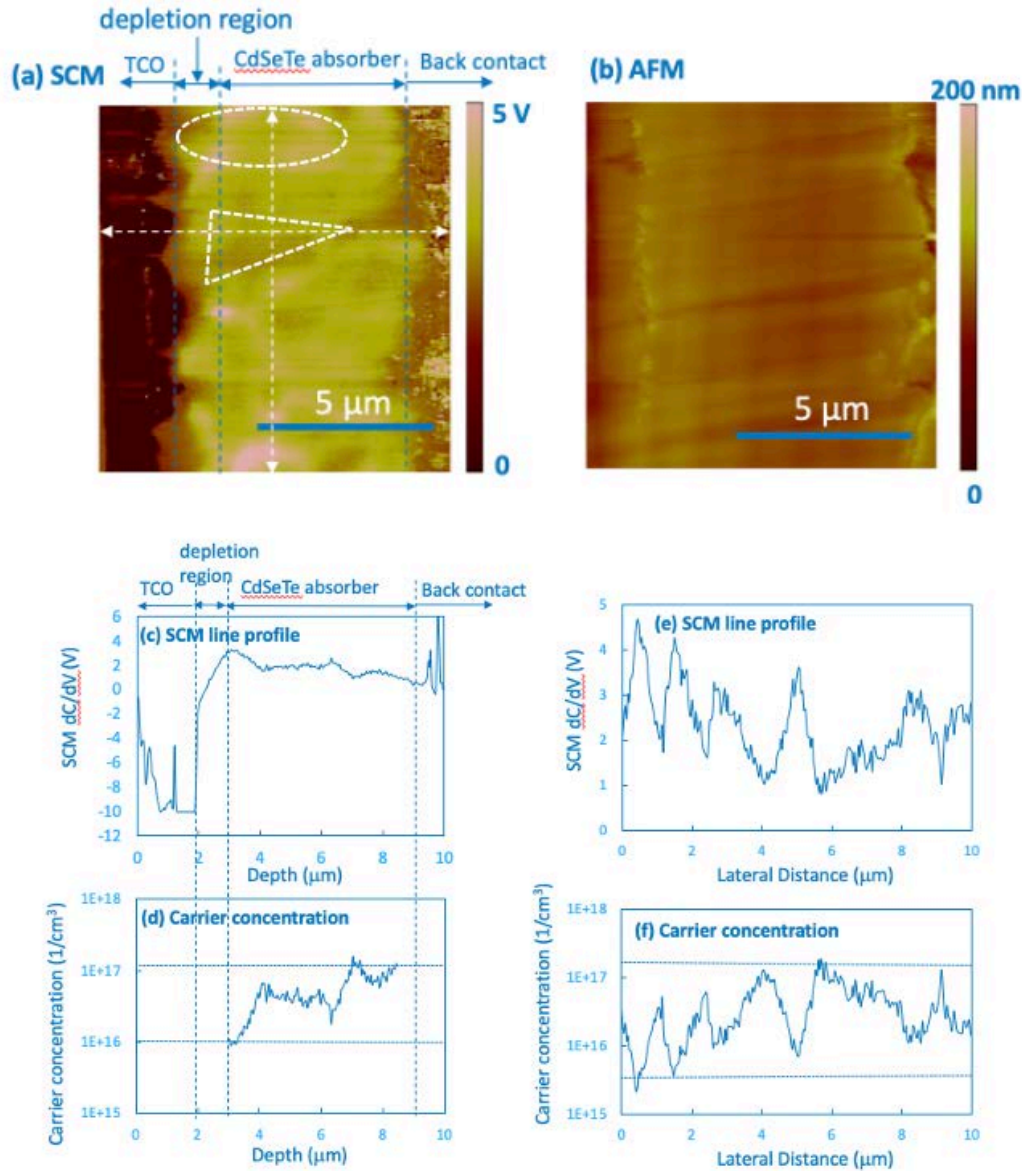 depletion region
(a) SCM
TCO
CdSeTe absorber
Back contact
(b) AFM
5 V
200 nm
5 μm
5 μm
0
0
depletion
region
TCO
CdSeTe absorber
Back contact
(c) SCM line profile
SCM dC/dV (V)
6
4
2
0
-2
-4
-6
-8
-10
-12
0 2 4 6 8 10
Depth (μm)
(e) SCM line profile
SCM dC/dV (V)
5
4
3
2
1
0
0 2 4 6 8 10
Lateral Distance (μm)
(d) Carrier concentration
Carrier concentration (1/cm³)
1E+18
1E+17
1E+16
1E+15
0 2 4 6 8 10
Depth (μm)
(f) Carrier concentration
Carrier concentration (1/cm³)
1E+18
1E+17
1E+16
1E+15
0 2 4 6 8 10
Lateral Distance (μm)